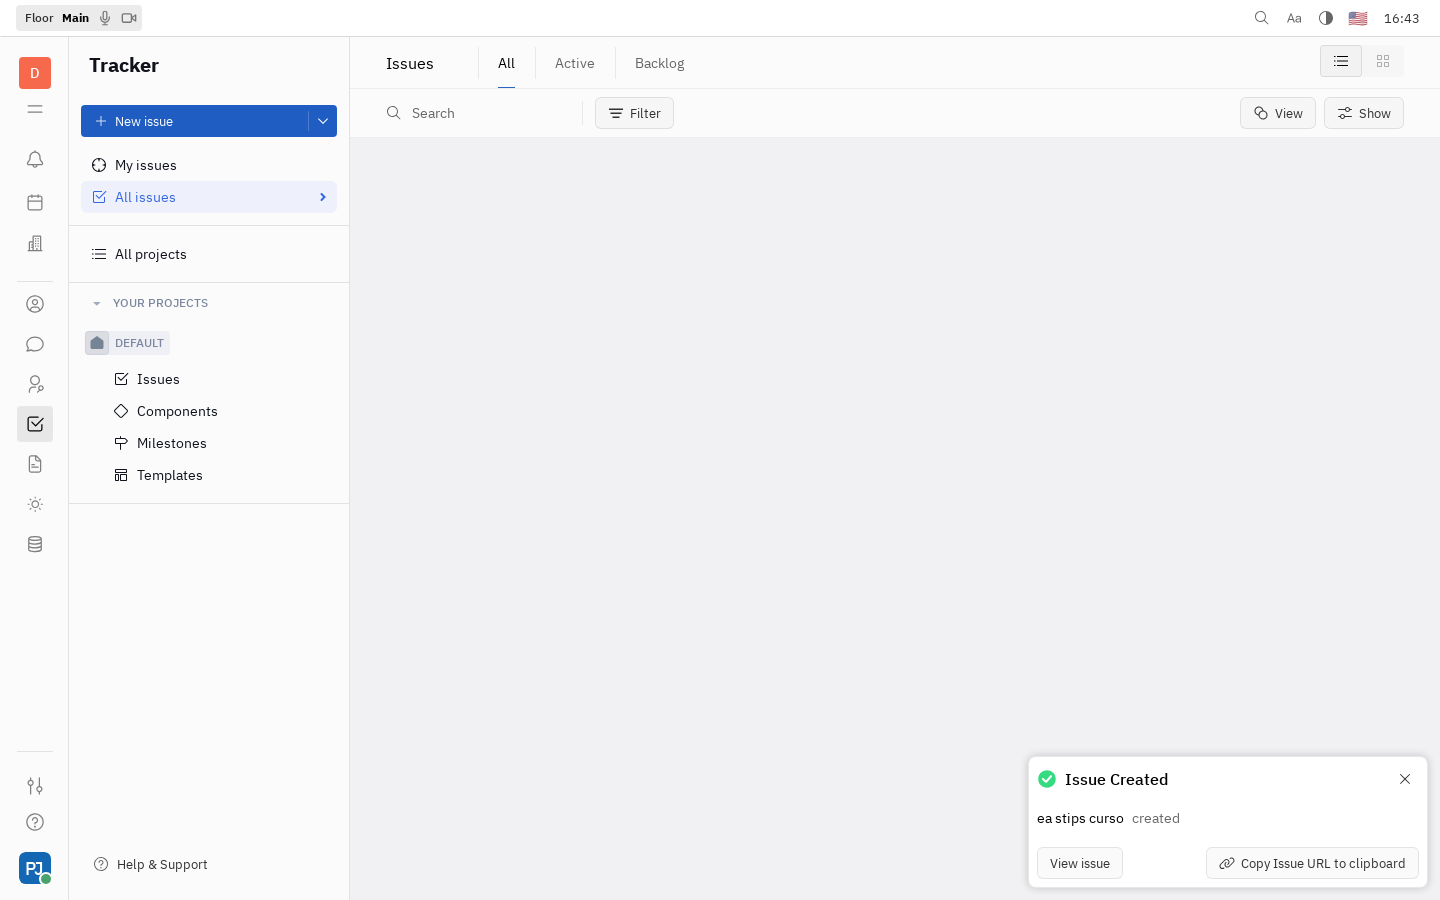 Floor Main
Aa
16:43
D
Tracker
New issue
My issues
All issues
All projects
YOUR PROJECTS
DEFAULT
Issues
Components
Milestones
Templates
Help & Support
PJ
Issues
All
Active
Backlog
Search
Filter
View
Show
Issue Created
ea stips curso created
View issue
Copy Issue URL to clipboard